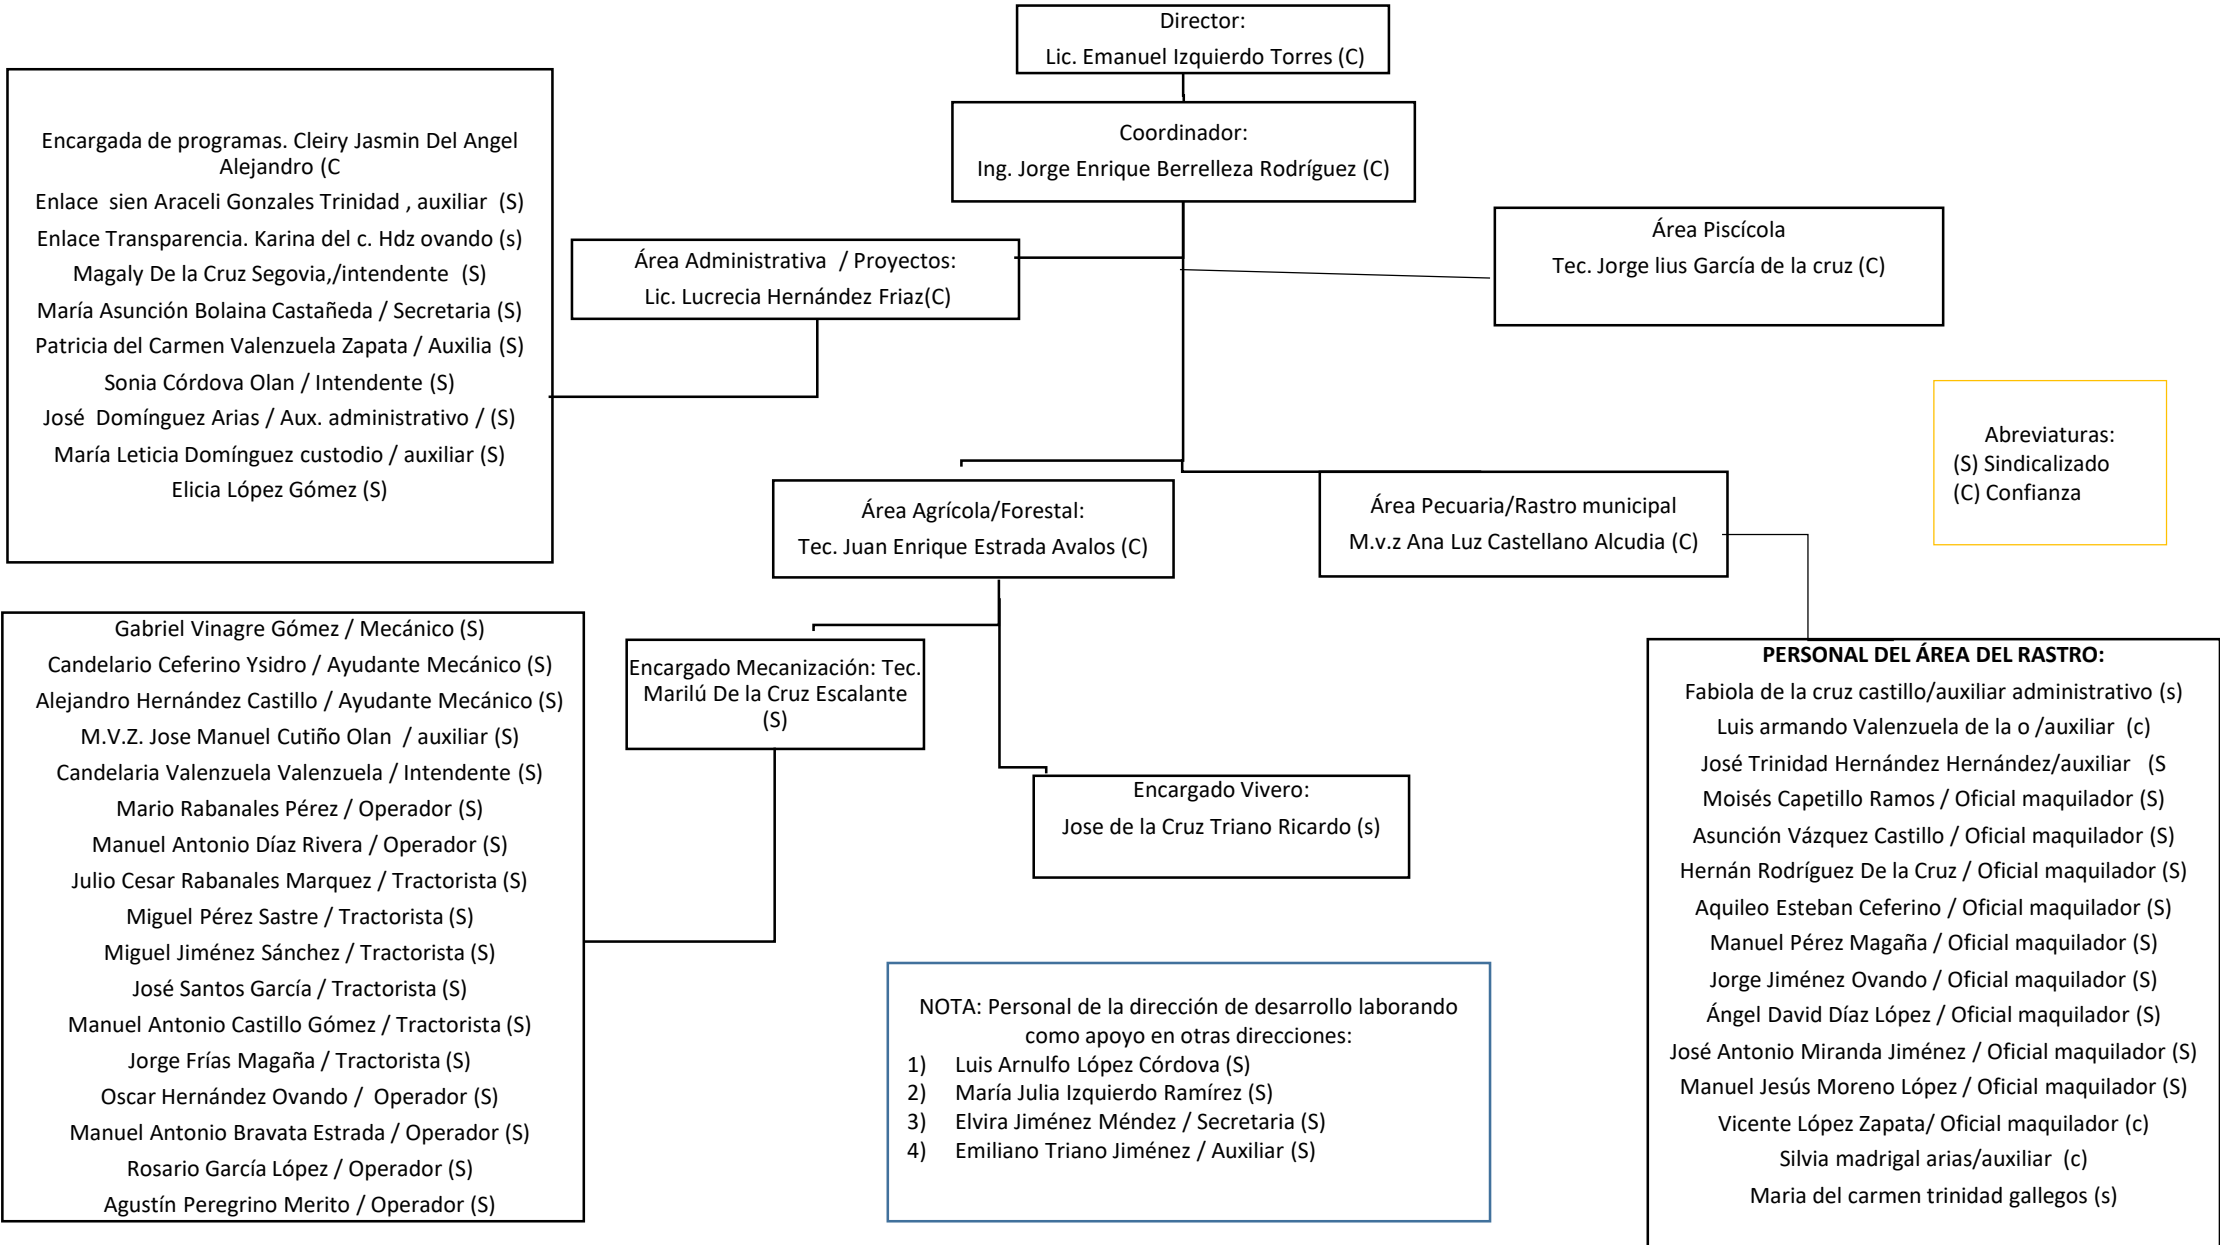 Director:
Lic. Emanuel Izquierdo Torres (C)
Coordinador:
Ing. Jorge Enrique Berrelleza Rodríguez (C)
Encargada de programas. Cleiry Jasmin Del Angel
Alejandro (C
Enlace  sien Araceli Gonzales Trinidad , auxiliar  (S)
Enlace Transparencia. Karina del c. Hdz ovando (s)
Magaly De la Cruz Segovia,/intendente  (S)
María Asunción Bolaina Castañeda / Secretaria (S)
Patricia del Carmen Valenzuela Zapata / Auxilia (S)
Sonia Córdova Olan / Intendente (S)
José  Domínguez Arias / Aux. administrativo / (S)
María Leticia Domínguez custodio / auxiliar (S)
Elicia López Gómez (S)
Área Administrativa  / Proyectos:
Lic. Lucrecia Hernández Friaz(C)
Área Piscícola
Tec. Jorge lius García de la cruz (C)
Abreviaturas:
(S) Sindicalizado
(C) Confianza
Área Agrícola/Forestal:
Tec. Juan Enrique Estrada Avalos (C)
Área Pecuaria/Rastro municipal
M.v.z Ana Luz Castellano Alcudia (C)
Gabriel Vinagre Gómez / Mecánico (S)
Candelario Ceferino Ysidro / Ayudante Mecánico (S)
Alejandro Hernández Castillo / Ayudante Mecánico (S)
M.V.Z. Jose Manuel Cutiño Olan  / auxiliar (S)
Candelaria Valenzuela Valenzuela / Intendente (S)
Mario Rabanales Pérez / Operador (S)
Manuel Antonio Díaz Rivera / Operador (S)
Julio Cesar Rabanales Marquez / Tractorista (S)
Miguel Pérez Sastre / Tractorista (S)
Miguel Jiménez Sánchez / Tractorista (S)
José Santos García / Tractorista (S)
Manuel Antonio Castillo Gómez / Tractorista (S)
Jorge Frías Magaña / Tractorista (S)
Oscar Hernández Ovando /  Operador (S)
Manuel Antonio Bravata Estrada / Operador (S)
Rosario García López / Operador (S)
Agustín Peregrino Merito / Operador (S)
Encargado Mecanización: Tec.
Marilú De la Cruz Escalante
(S)
Encargado Vivero:
Jose de la Cruz Triano Ricardo (s)
NOTA: Personal de la dirección de desarrollo laborando
como apoyo en otras direcciones:
1) Luis Arnulfo López Córdova (S)
2) María Julia Izquierdo Ramírez (S)
3) Elvira Jiménez Méndez / Secretaria (S)
4) Emiliano Triano Jiménez / Auxiliar (S)
PERSONAL DEL ÁREA DEL RASTRO:
Fabiola de la cruz castillo/auxiliar administrativo (s)
Luis armando Valenzuela de la o /auxiliar  (c)
José Trinidad Hernández Hernández/auxiliar   (S
Moisés Capetillo Ramos / Oficial maquilador (S)
Asunción Vázquez Castillo / Oficial maquilador (S)
Hernán Rodríguez De la Cruz / Oficial maquilador (S)
Aquileo Esteban Ceferino / Oficial maquilador (S)
Manuel Pérez Magaña / Oficial maquilador (S)
Jorge Jiménez Ovando / Oficial maquilador (S)
Ángel David Díaz López / Oficial maquilador (S)
José Antonio Miranda Jiménez / Oficial maquilador (S)
Manuel Jesús Moreno López / Oficial maquilador (S)
Vicente López Zapata/ Oficial maquilador (c)
Silvia madrigal arias/auxiliar  (c)
Maria del carmen trinidad gallegos (s)